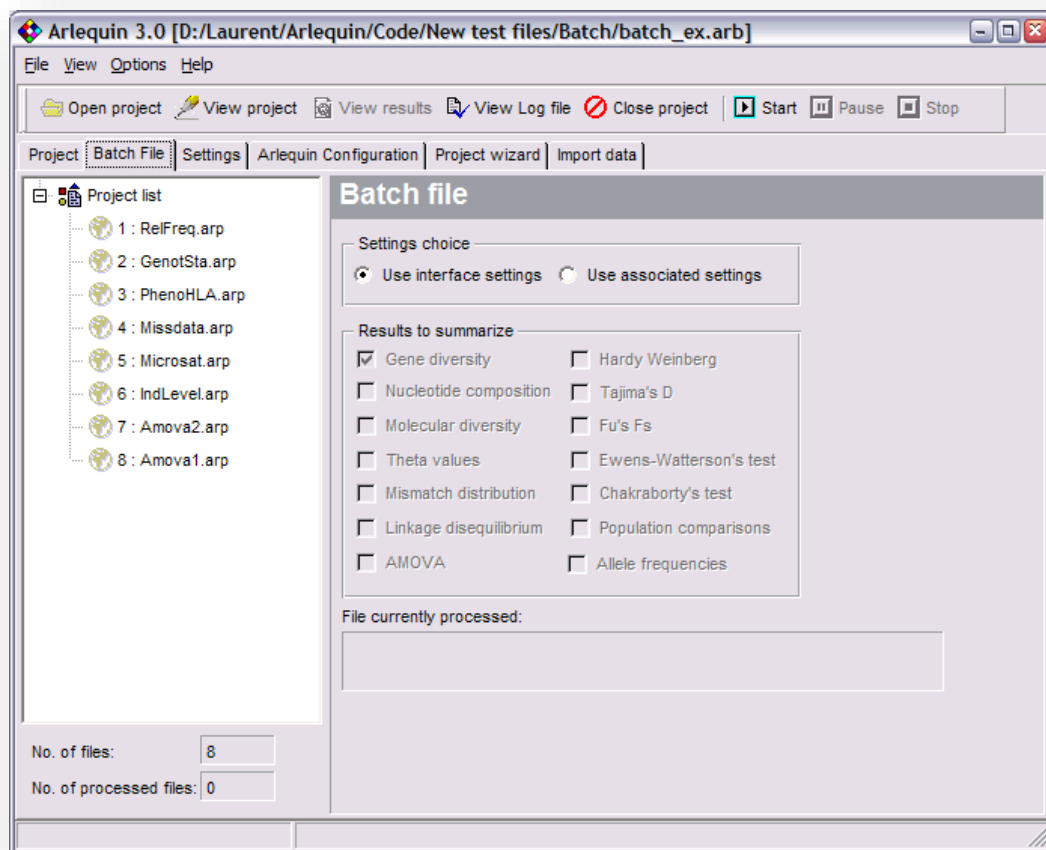 Arlequin 3.0 [D:/Laurent/Arlequin/Code/New test files/Batch/batch_ex.arb]
File View Options Help
Open project View project View results View Log file Close project Start Pause Stop
Project Batch File Settings Arlequin Configuration Project wizard Import data
Project list
1 : RelFreq.arp
2 : GenotSta.arp
3 : PhenoHLA.arp
4 : Missdata.arp
5 : Microsat.arp
6 : IndLevel.arp
7 : Amova2.arp
8 : Amova1.arp
No. of files: 8
No. of processed files: 0
Batch file
Settings choice
Use interface settings Use associated settings
Results to summarize
Gene diversity Hardy Weinberg
Nucleotide composition Tajima's D
Molecular diversity Fu's Fs
Theta values Ewens-Watterson's test
Mismatch distribution Chakraborty's test
Linkage disequilibrium Population comparisons
AMOVA Allele frequencies
File currently processed: